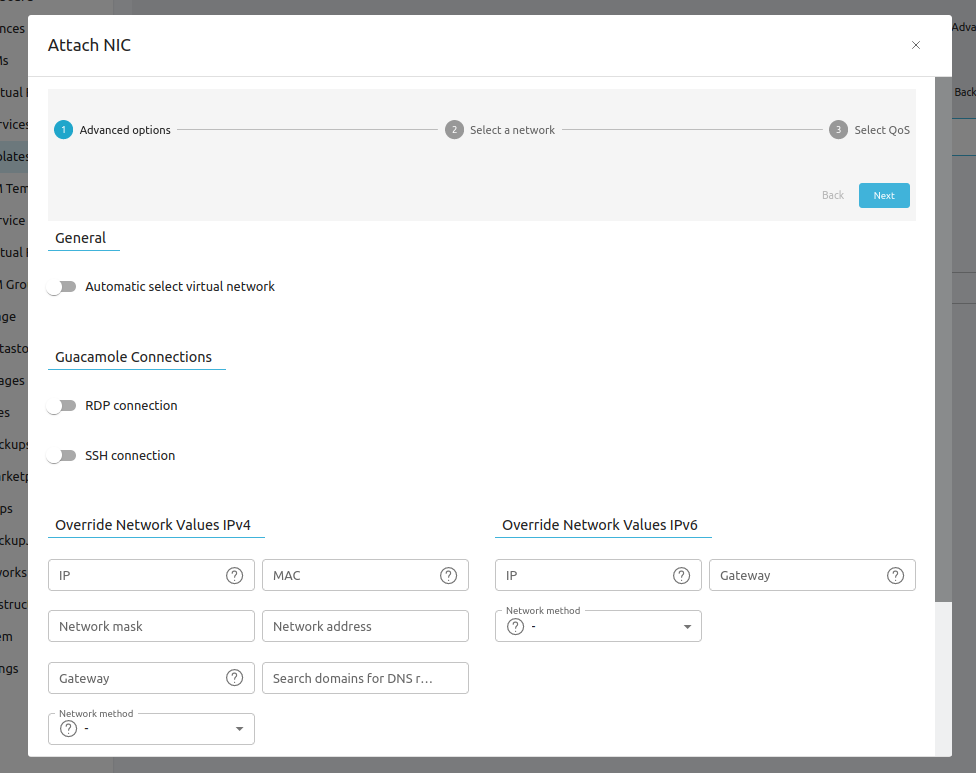 Attach NIC
1 Advanced options
2 Select a network
3 Select QoS
Back
Next
General
Automatic select virtual network
Guacamole Connections
RDP connection
SSH connection
Override Network Values IPv4
Override Network Values IPv6
IP
MAC
IP
Gateway
Network mask
Network address
Network method
-
Gateway
Search domains for DNS r…
Network method
-
Back